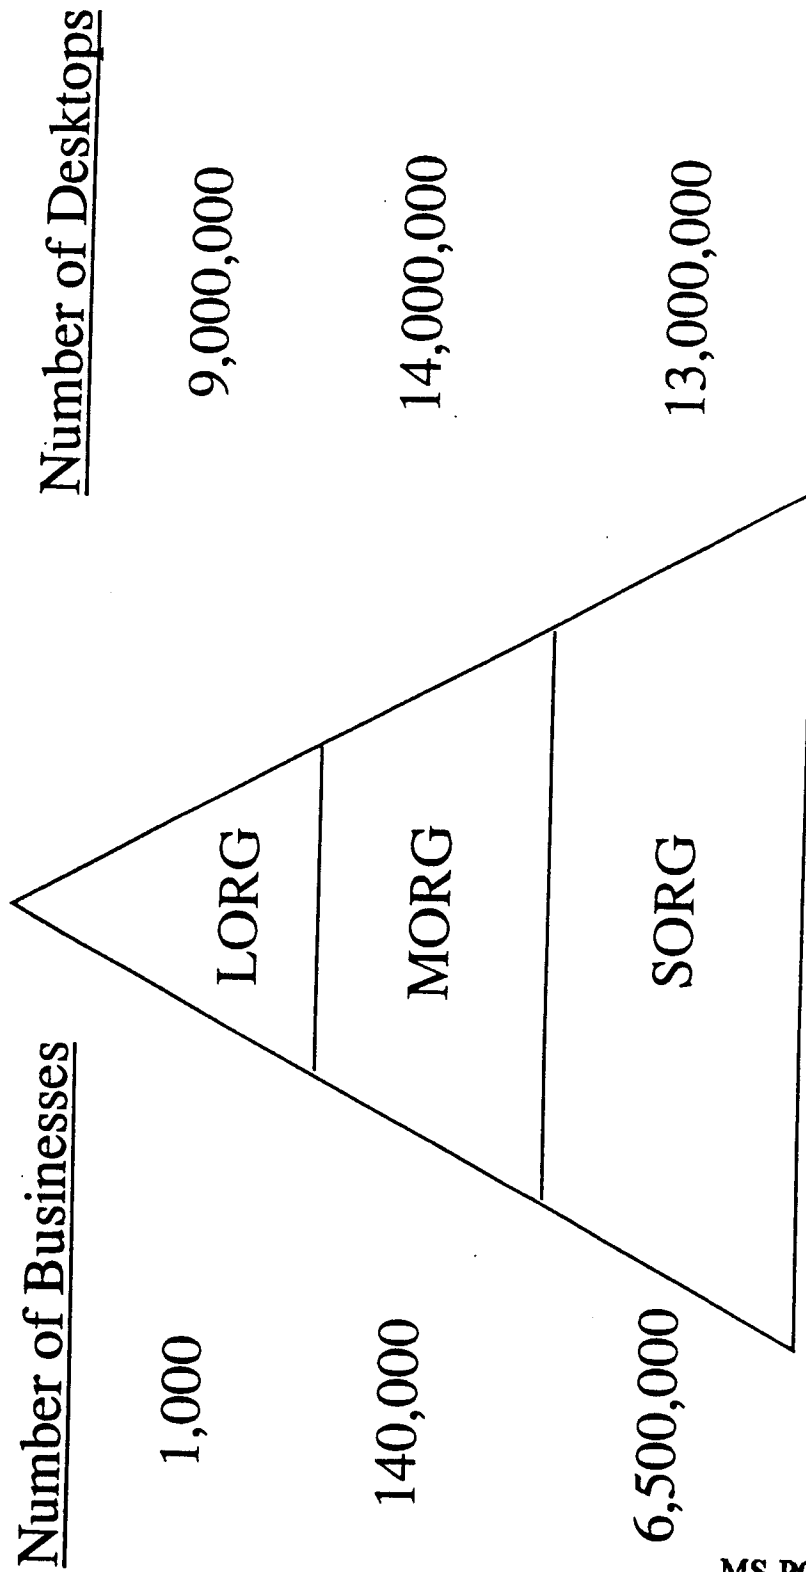 Number of Businesses
Number of Desktops
1,000
LORG
9,000,000
140,000
MORG
14,000,000
6,500,000
SORG
13,000,000